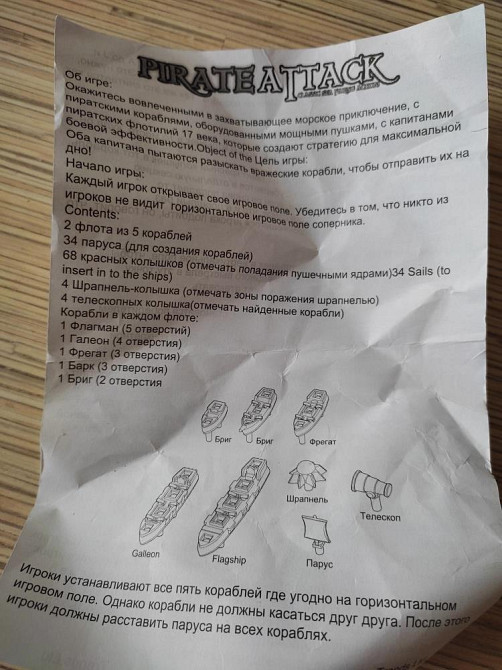 PIRATE ATTACK
Об игре:
Окажитесь вовлеченными в захватывающее морское приключение, с
пиратскими кораблями, оборудованными мощными пушками, с капитанами
пиратских флотилий 17 века, которые создают стратегию для максимальной
боевой эффективности.Object of the Цель игры:
Оба капитана пытаются разыскать вражеские корабли, чтобы отправить их на
дно!
Начало игры:
Каждый игрок открывает свое игровое поле. Убедитесь в том, что никто из
игроков не видит горизонтальное игровое поле соперника.
Contents:
2 флота из 5 кораблей
34 паруса (для создания кораблей)
68 красных колышков (отмечать попадания пушечными ядрами)34 Sails (to
insert in to the ships)
4 Шрапнель-колышка (отмечать зоны поражения шрапнелью)
4 телескопных колышка(отмечать найденные корабли)
Корабли в каждом флоте:
1 Флагман (5 отверстий)
1 Галеон (4 отверстия)
1 Фрегат (3 отверстия)
1 Барк (3 отверстия)
1 Бриг (2 отверстия
Бриг Бриг Фрегат
Шрапнель Телескоп
Galleon Flagship Парус
Игроки устанавливают все пять кораблей где угодно на горизонтальном
игровом поле. Однако корабли не должны касаться друг друга. После этого
игроки должны расставить паруса на всех кораблях.